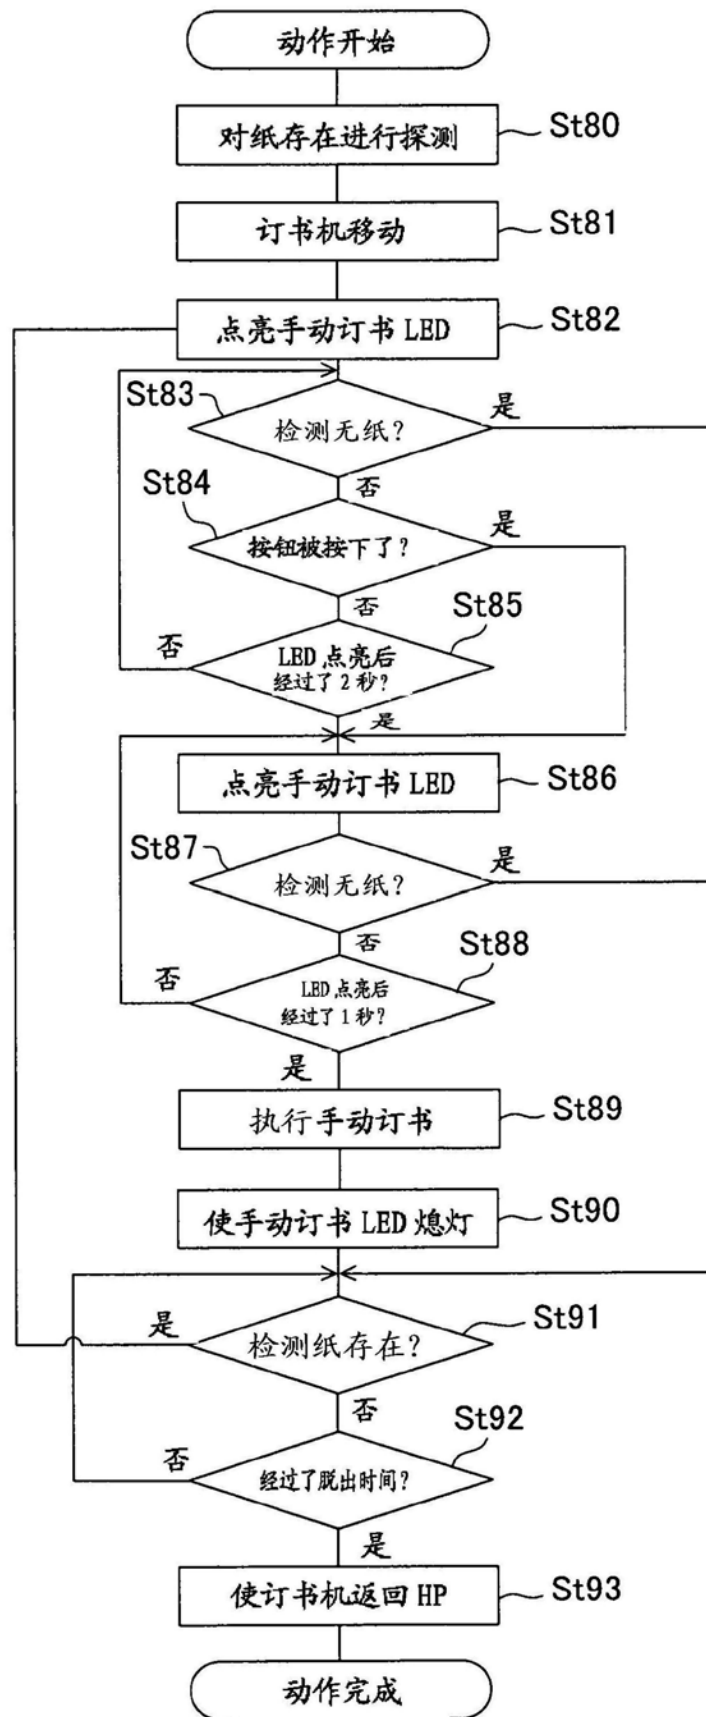 动作开始
对纸存在进行探测
St80
订书机移动
St81
点亮手动订书 LED
St82
St83
检测无纸?
是
否
St84
按钮被按下了?
是
否
St85
LED 点亮后
经过了 2 秒?
否
是
点亮手动订书 LED
St86
St87
检测无纸?
是
否
St88
LED 点亮后
经过了 1 秒?
否
是
执行手动订书
St89
使手动订书 LED 熄灯
St90
检测纸存在?
St91
是
否
St92
经过了脱出时间?
否
是
使订书机返回 HP
St93
动作完成